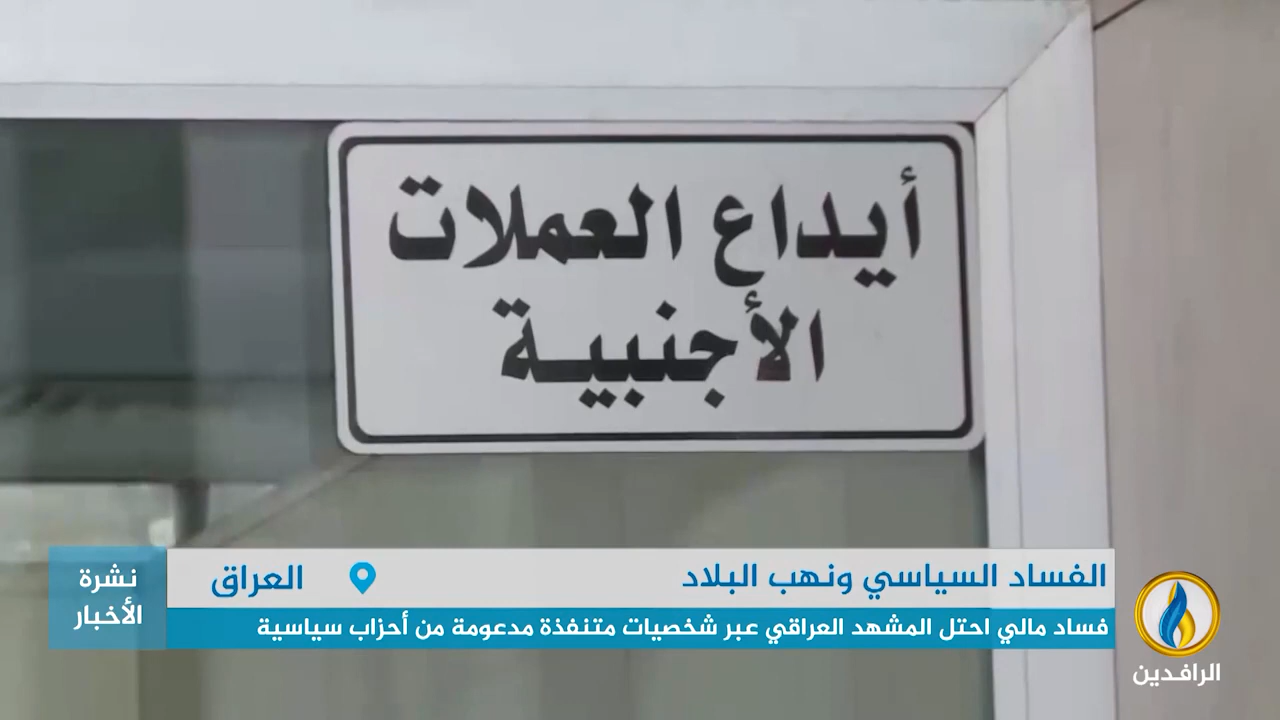 أيداع العملات
الأجنبية
الفساد السياسي ونهب البلاد
العراق
فساد مالي احتل المشهد العراقي عبر شخصيات متنفذة مدعومة من أحزاب سياسية
نشرة
الأخبار
الرافدين